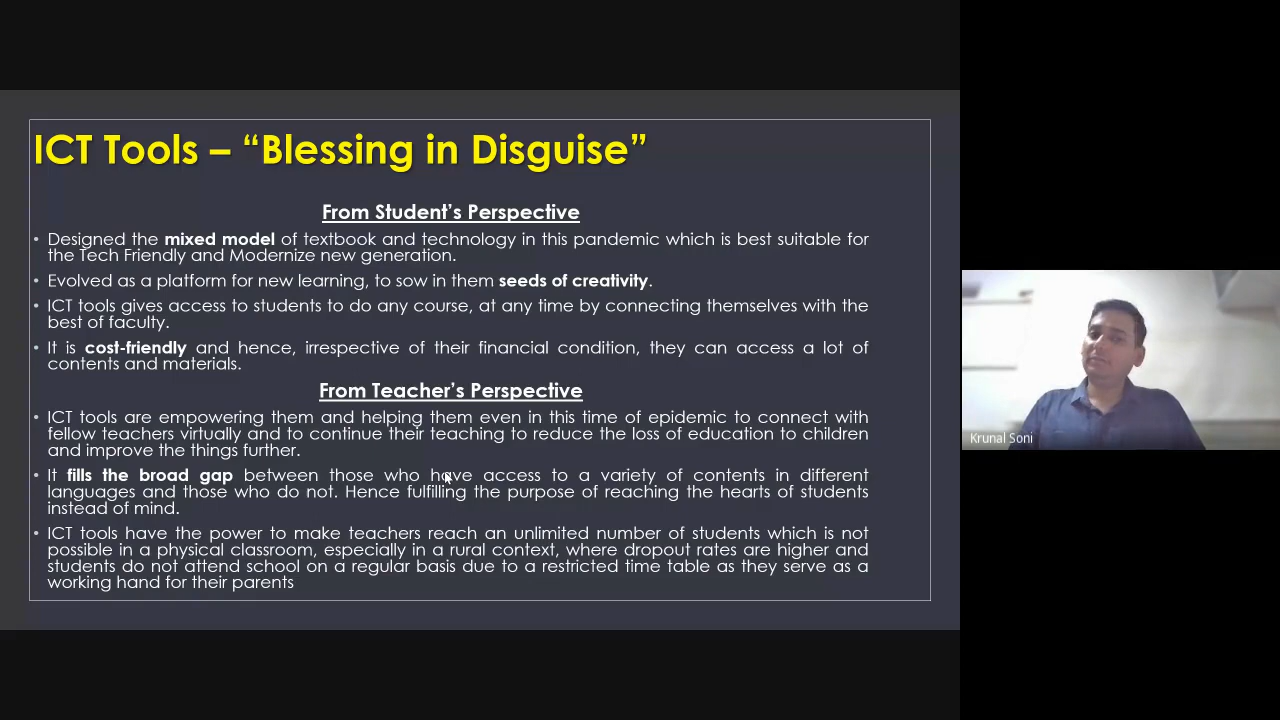 ICT Tools – “Blessing in Disguise”
From Student’s Perspective
• Designed the mixed model of textbook and technology in this pandemic which is best suitable for
the Tech Friendly and Modernize new generation.
• Evolved as a platform for new learning, to sow in them seeds of creativity.
• ICT tools gives access to students to do any course, at any time by connecting themselves with the
best of faculty.
• It is cost-friendly and hence, irrespective of their financial condition, they can access a lot of
contents and materials.
From Teacher’s Perspective
• ICT tools are empowering them and helping them even in this time of epidemic to connect with
fellow teachers virtually and to continue their teaching to reduce the loss of education to children
and improve the things further.
• It fills the broad gap between those who have access to a variety of contents in different
languages and those who do not. Hence fulfilling the purpose of reaching the hearts of students
instead of mind.
• ICT tools have the power to make teachers reach an unlimited number of students which is not
possible in a physical classroom, especially in a rural context, where dropout rates are higher and
students do not attend school on a regular basis due to a restricted time table as they serve as a
working hand for their parents
Krunal Soni